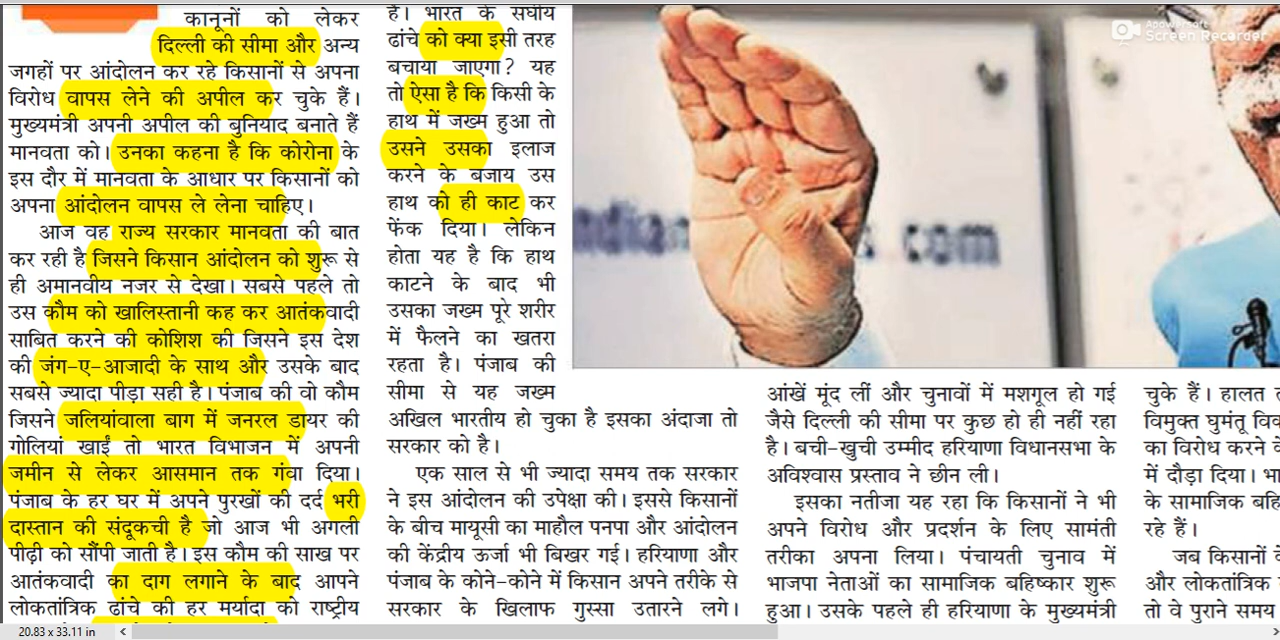 कानूनों को लेकर
दिल्ली की सीमा और अन्य
जगहों पर आंदोलन कर रहे किसानों से अपना
विरोध वापस लेने की अपील कर चुके हैं।
मुख्यमंत्री अपनी अपील की बुनियाद बनाते हैं
मानवता को। उनका कहना है कि कोरोना के
इस दौर में मानवता के आधार पर किसानों को
अपना आंदोलन वापस ले लेना चाहिए।
आज वह राज्य सरकार मानवता की बात
कर रही है जिसने किसान आंदोलन को शुरू से
ही अमानवीय नजर से देखा। सबसे पहले तो
उस कौम को खालिस्तानी कह कर आतंकवादी
साबित करने की कोशिश की जिसने इस देश
की जंग-ए-आजादी के साथ और उसके बाद
सबसे ज्यादा पीड़ा सही है। पंजाब की वो कौम
जिसने जलियांवाला बाग में जनरल डायर की
गोलियां खाईं तो भारत विभाजन में अपनी
जमीन से लेकर आसमान तक गंवा दिया।
पंजाब के हर घर में अपने पुरखों की दर्द भरी
दास्तान की संदूकची है जो आज भी अगली
पीढ़ी को सौंपी जाती है। इस कौम की साख पर
आतंकवादी का दाग लगाने के बाद आपने
लोकतांत्रिक ढांचे की हर मर्यादा को राष्ट्रीय
है। भारत के संघीय
ढांचे को क्या इसी तरह
बचाया जाएगा? यह
तो ऐसा है कि किसी के
हाथ में जख्म हुआ तो
उसने उसका इलाज
करने के बजाय उस
हाथ को ही काट कर
फेंक दिया। लेकिन
होता यह है कि हाथ
काटने के बाद भी
उसका जख्म पूरे शरीर
में फैलने का खतरा
रहता है। पंजाब की
सीमा से यह जख्म
अखिल भारतीय हो चुका है इसका अंदाजा तो
सरकार को है।
एक साल से भी ज्यादा समय तक सरकार
ने इस आंदोलन की उपेक्षा की। इससे किसानों
के बीच मायूसी का माहौल पनपा और आंदोलन
की केंद्रीय ऊर्जा भी बिखर गई। हरियाणा और
पंजाब के कोने-कोने में किसान अपने तरीके से
सरकार के खिलाफ गुस्सा उतारने लगे।
आंखें मूंद लीं और चुनावों में मशगूल हो गई
जैसे दिल्ली की सीमा पर कुछ हो ही नहीं रहा
है। बची-खुची उम्मीद हरियाणा विधानसभा के
अविश्वास प्रस्ताव ने छीन ली।
इसका नतीजा यह रहा कि किसानों ने भी
अपने विरोध और प्रदर्शन के लिए सामंती
तरीका अपना लिया। पंचायती चुनाव में
भाजपा नेताओं का सामाजिक बहिष्कार शुरू
हुआ। उसके पहले ही हरियाणा के मुख्यमंत्री
चुके हैं। हालत
विमुक्त घुमंतू
का विरोध करने
में दौड़ा दिया।
के सामाजिक
रहे हैं।
जब किसानों
और लोकतांत्रिक
तो वे पुराने समय
Apowersoft
Screen Recorder
com
20.83 x 33.11 in